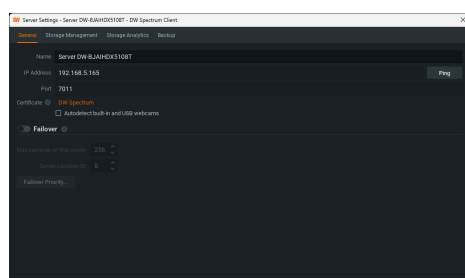 Server Settings - Server DW-BJAIHDX5108T - DW Spectrum Client
General Storage Management Storage Analytics Backup
Name Server DW-BJAIHDX5108T
IP Address 192.168.5.165 Ping
Port 7011
Certificate DW Spectrum
Autodetect built-in and USB webcams
Failover
Max cameras on this server: 256
Server Location ID: 0
Failover Priority...